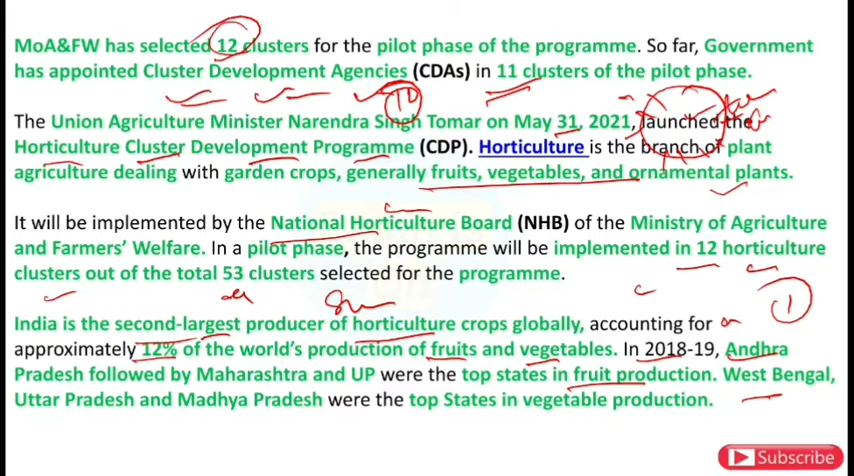 MoA&FW has selected 12 clusters for the pilot phase of the programme. So far, Government
has appointed Cluster Development Agencies (CDAs) in 11 clusters of the pilot phase.
The Union Agriculture Minister Narendra Singh Tomar on May 31, 2021, launched the
Horticulture Cluster Development Programme (CDP). Horticulture is the branch of plant
agriculture dealing with garden crops, generally fruits, vegetables, and ornamental plants.
It will be implemented by the National Horticulture Board (NHB) of the Ministry of Agriculture
and Farmers' Welfare. In a pilot phase, the programme will be implemented in 12 horticulture
clusters out of the total 53 clusters selected for the programme.
India is the second-largest producer of horticulture crops globally, accounting for
approximately 12% of the world's production of fruits and vegetables. In 2018-19, Andhra
Pradesh followed by Maharashtra and UP were the top states in fruit production. West Bengal,
Uttar Pradesh and Madhya Pradesh were the top States in vegetable production.
Subscribe